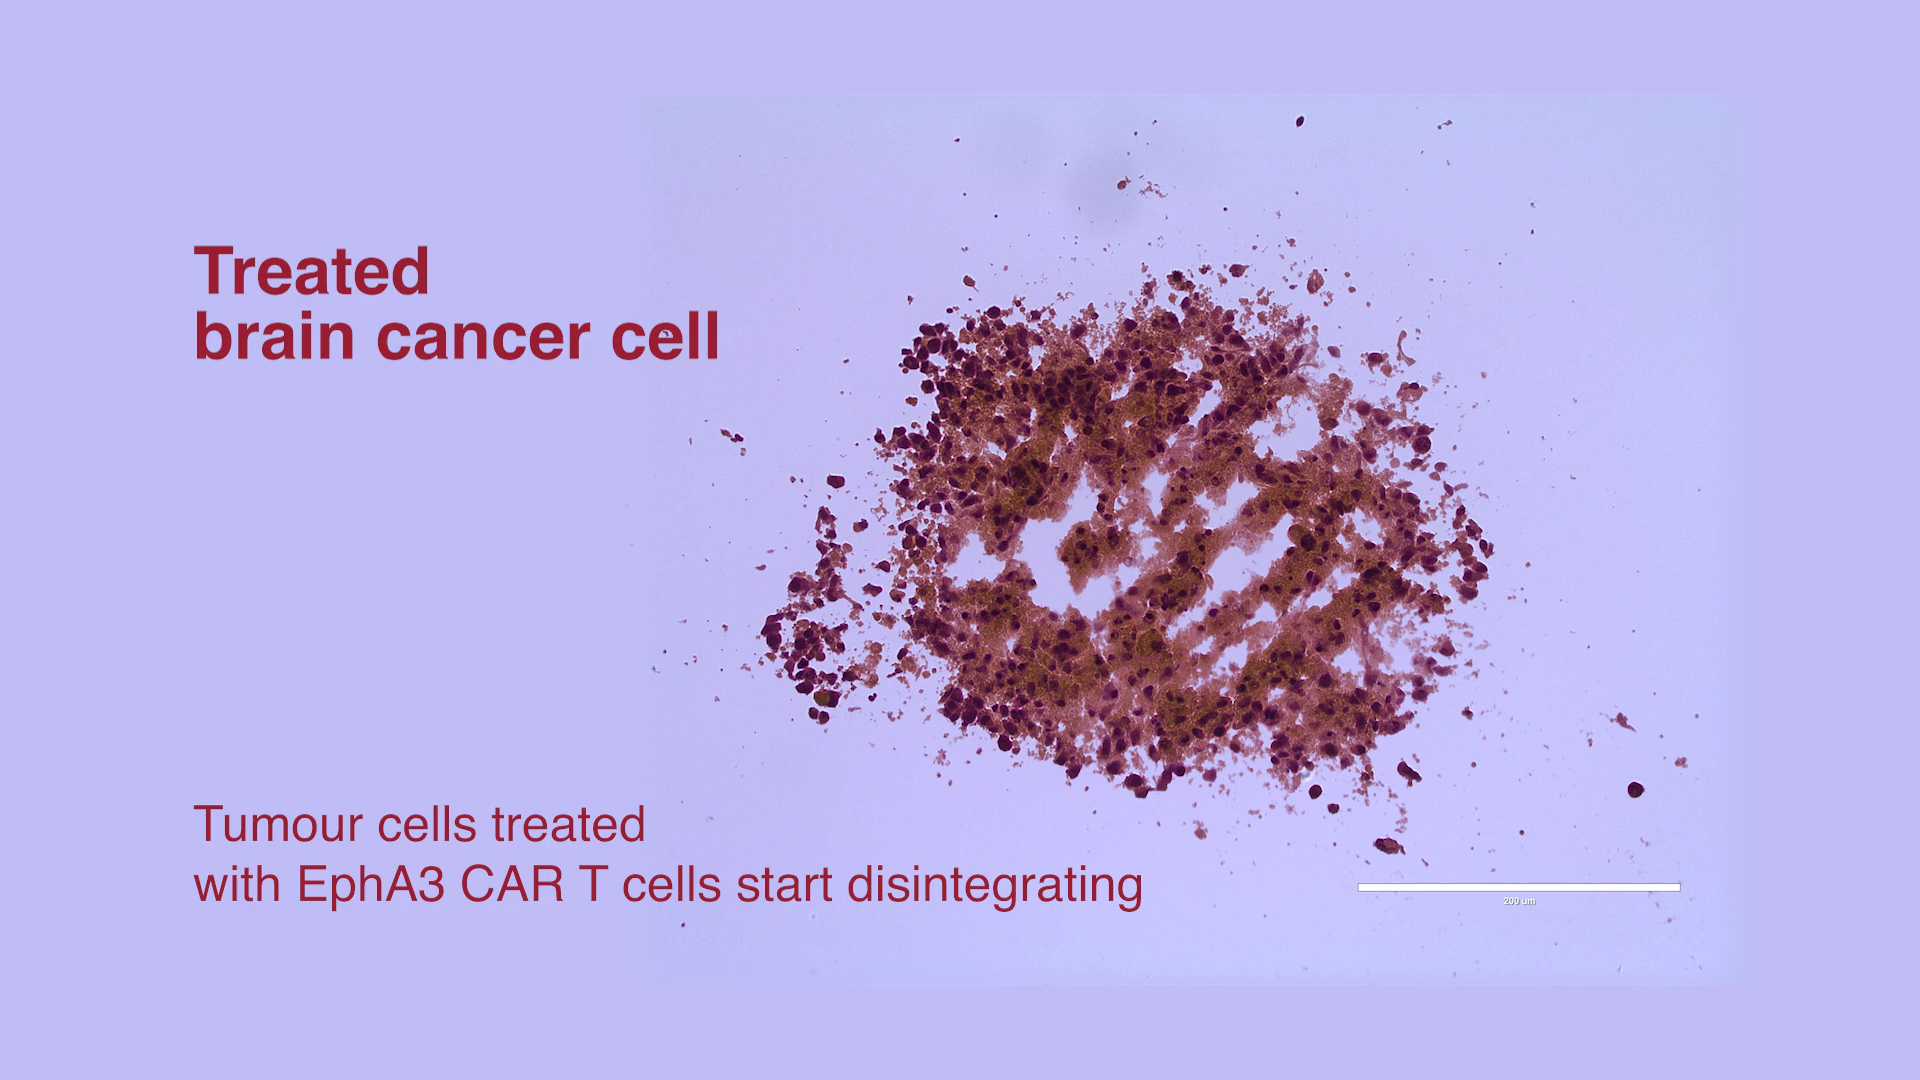 Treated
brain cancer cell
Tumour cells treated
with EphA3 CAR T cells start disintegrating
200 um